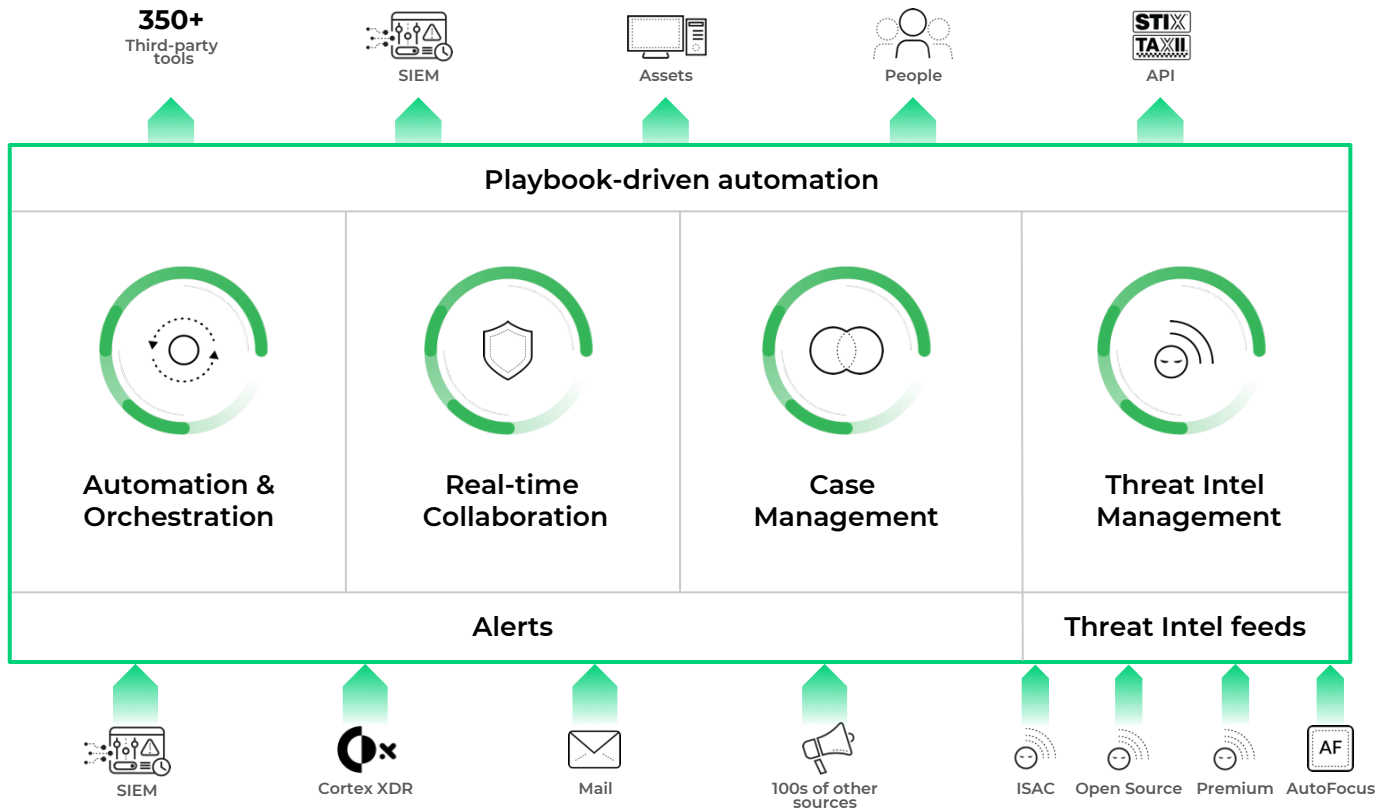 350+
Third-party
tools
SIEM
Assets
People
STIX
TAXII
API
Playbook-driven automation
Automation &
Orchestration
Real-time
Collaboration
Case
Management
Threat Intel
Management
Alerts
Threat Intel feeds
SIEM
Cortex XDR
Mail
100s of other
sources
ISAC
Open Source
Premium
AF
AutoFocus